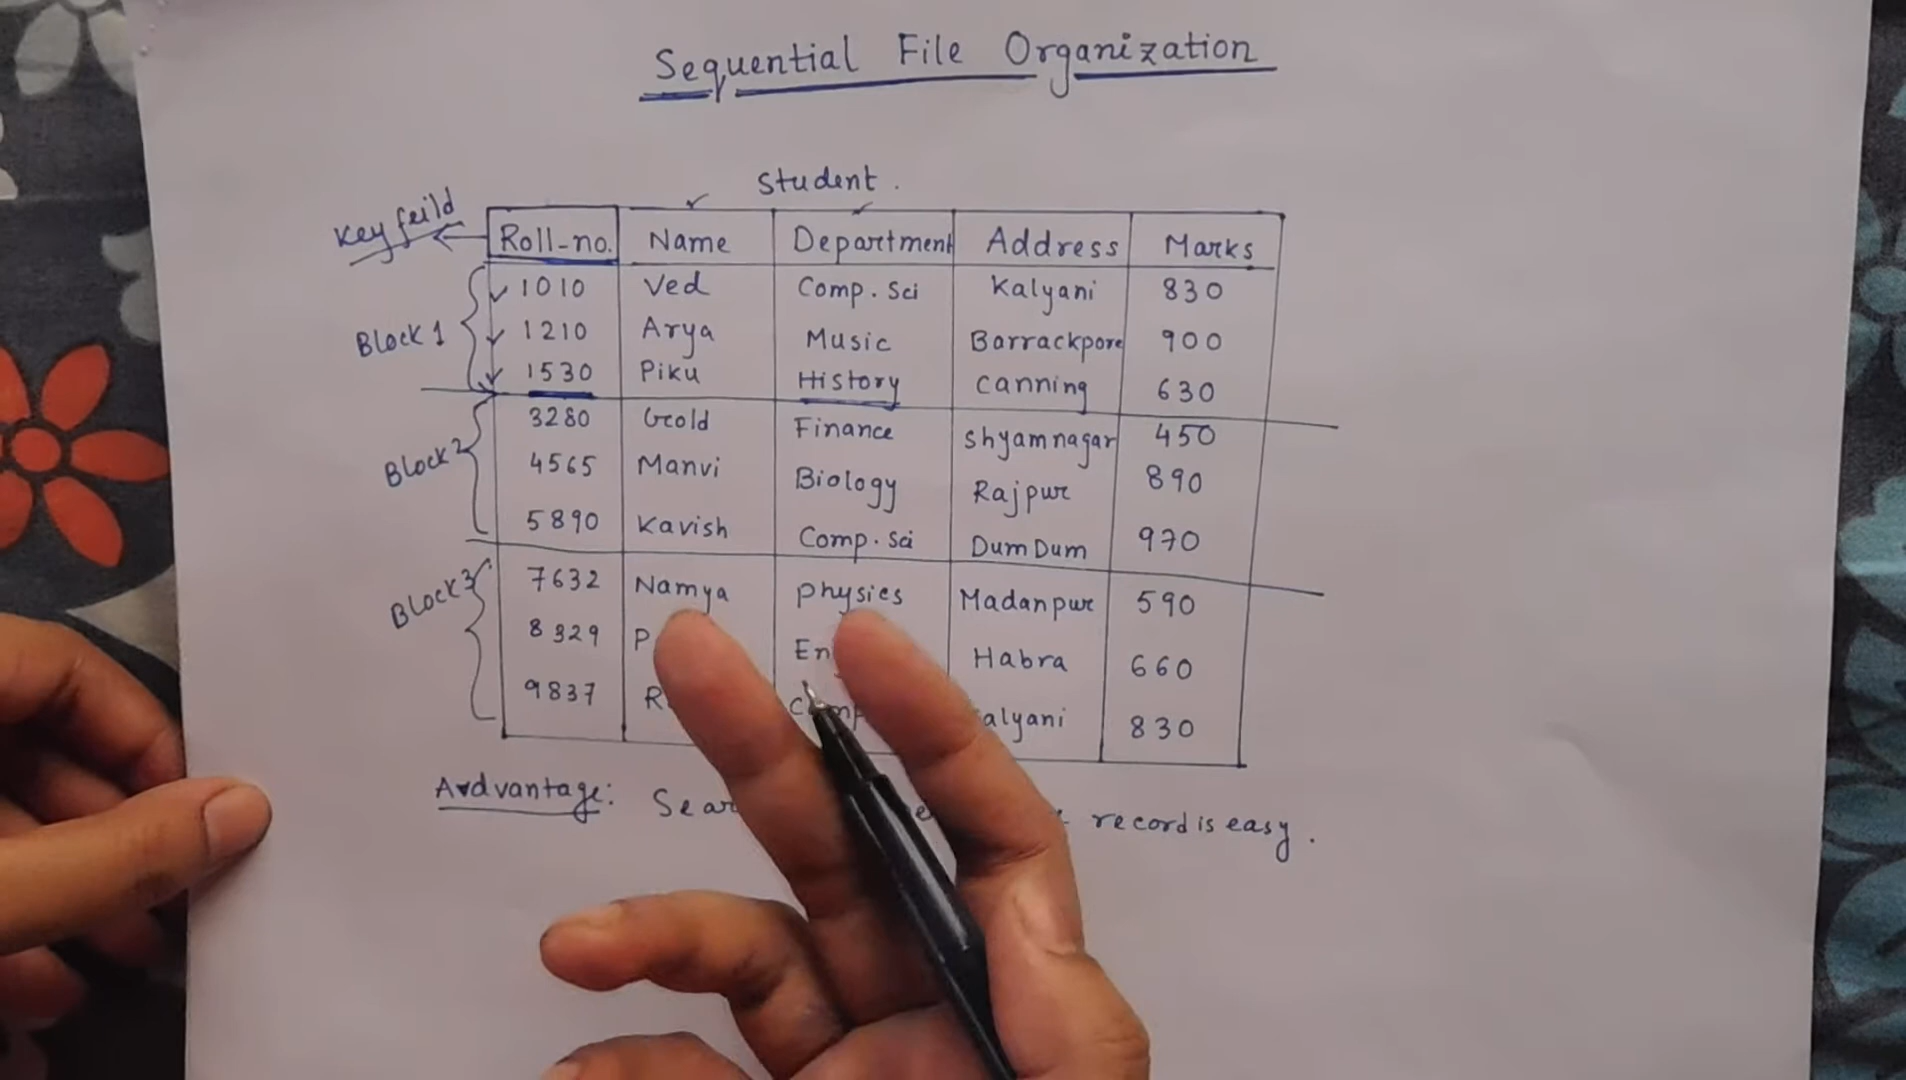 Sequential File Organization
Student.
Key feild
Roll-no. Name Department Address Marks
Block 1
1010 Ved Comp. Sci Kalyani 830
1210 Arya Music Barrackpore 900
1530 Piku History Canning 630
Block 2
3280 Gold Finance Shyamnagar 450
4565 Manvi Biology Rajpur 890
5890 Kavish Comp. Sci Dum Dum 970
Block 3
7632 Namya Physics Madanpur 590
8329 Habra 660
9837 alyani 830
Advantage: record is easy.